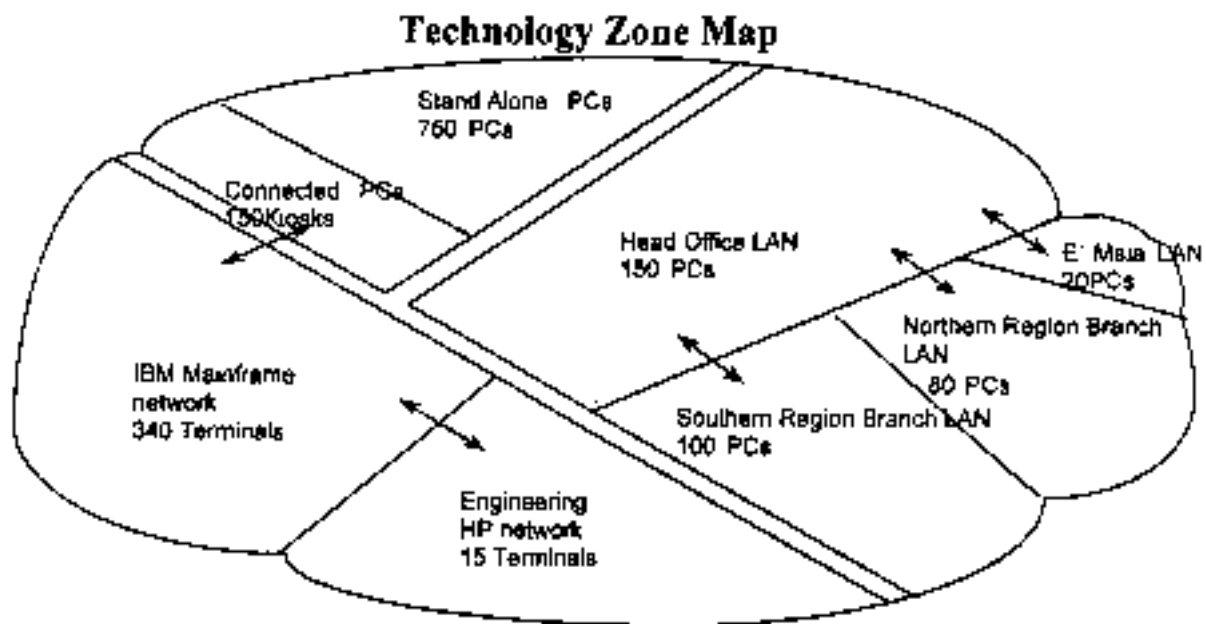 Technology Zone Map
Stand Alone PCs
750 PCs
Connected PCs
150Kiosks
Head Office LAN
150 PCs
LAN
20PCs
Northern Region Branch
LAN
80 PCs
IBM Mainframe
network
340 Terminals
Southern Region Branch LAN
100 PCs
Engineering
HP network
15 Terminals